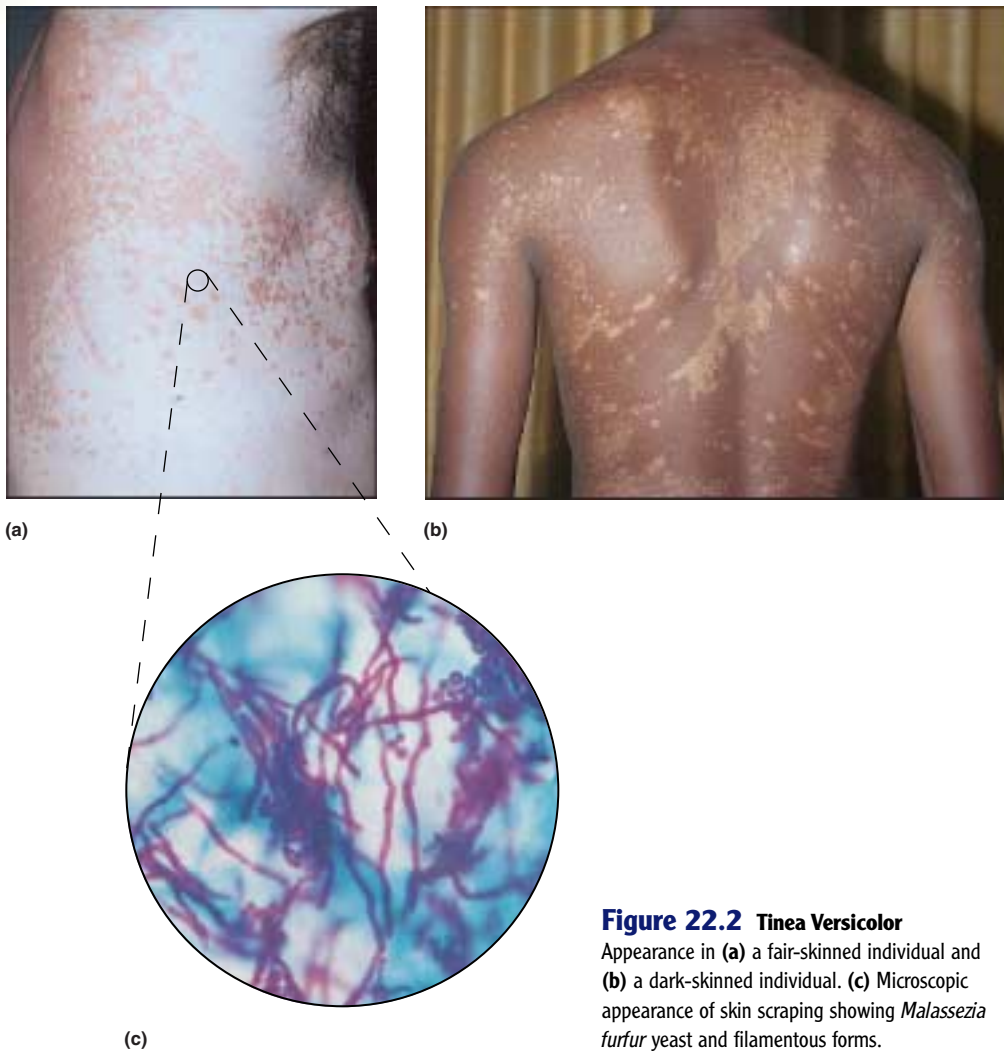 (a)
(b)
(c)
Figure 22.2 Tinea Versicolor
Appearance in (a) a fair-skinned individual and
(b) a dark-skinned individual. (c) Microscopic
appearance of skin scraping showing Malassezia
furfur yeast and filamentous forms.